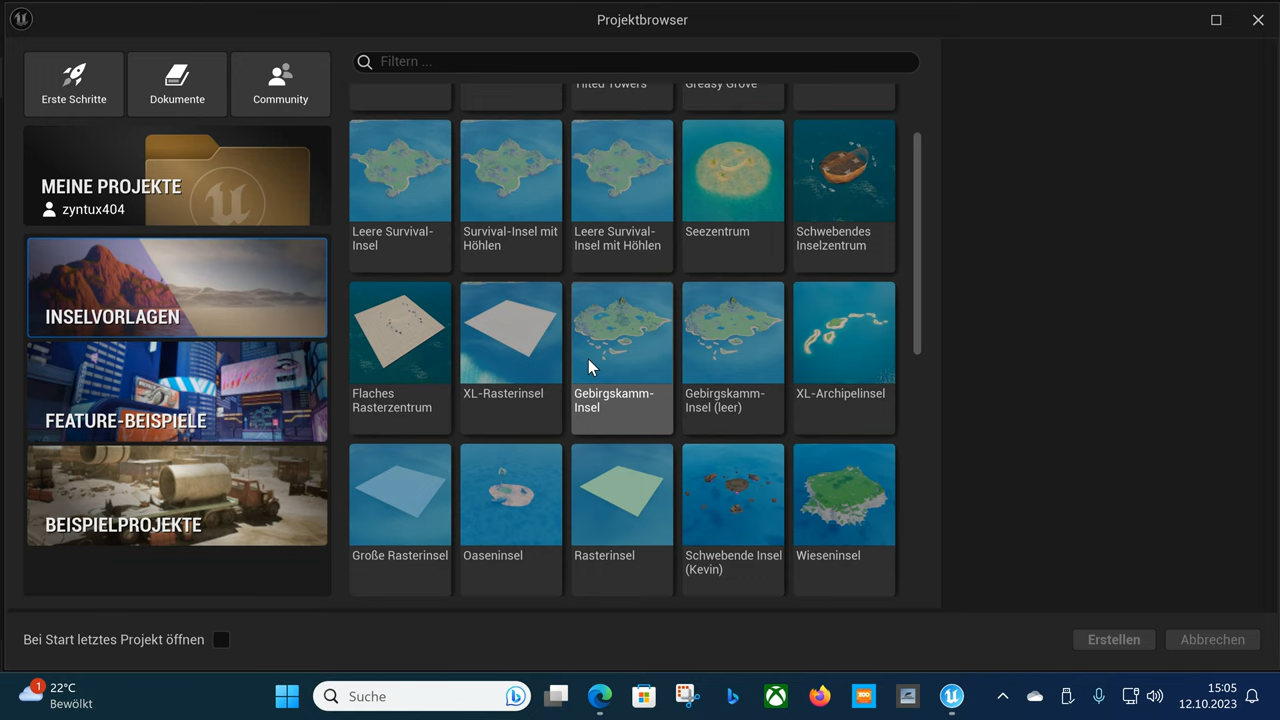 Projektbrowser
Erste Schritte
Dokumente
Community
Filtern ...
MEINE PROJEKTE
zyntux404
INSELVORLAGEN
FEATURE-BEISPIELE
BEISPIELPROJEKTE
Tilted Towers
Greasy Grove
Leere Survival-
Insel
Survival-Insel mit
Höhlen
Leere Survival-
Insel mit Höhlen
Seezentrum
Schwebendes
Inselzentrum
Flaches
Rasterzentrum
XL-Rasterinsel
Gebirgskamm-
Insel
Gebirgskamm-
Insel (leer)
XL-Archipelinsel
Große Rasterinsel
Oaseninsel
Rasterinsel
Schwebende Insel
(Kevin)
Wieseninsel
Bei Start letztes Projekt öffnen
Erstellen
Abbrechen
1
22°C
Bewölkt
Suche
15:05
12.10.2023